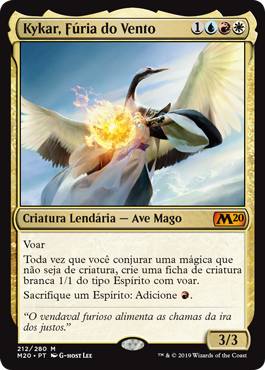 Kykar, Fúria do Vento 1
Criatura Lendária — Ave Mago M20
Voar
Toda vez que você conjurar uma mágica que
não seja de criatura, crie uma ficha de criatura
branca 1/1 do tipo Espírito com voar.
Sacrifique um Espírito: Adicione
“O vendaval furioso alimenta as chamas da ira
dos justos.”
3/3
212/280 M
M20 • PT G-HOST LEE ™ & © 2019 Wizards of the Coast